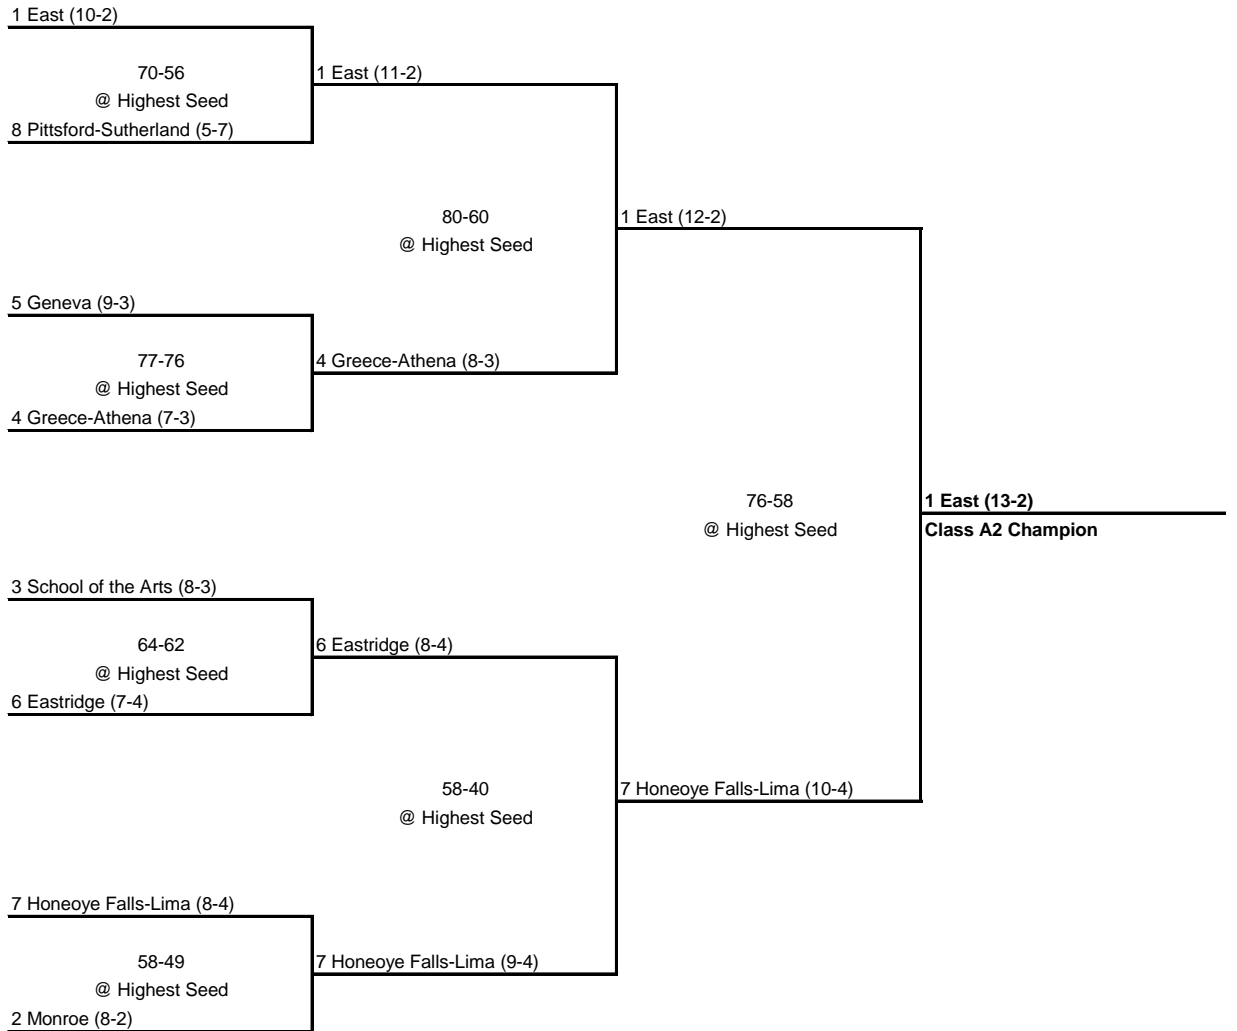 1 East (10-2)
70-56
@ Highest Seed
8 Pittsford-Sutherland (5-7)
1 East (11-2)
80-60
@ Highest Seed
5 Geneva (9-3)
77-76
@ Highest Seed
4 Greece-Athena (7-3)
4 Greece-Athena (8-3)
1 East (12-2)
76-58
@ Highest Seed
1 East (13-2)
Class A2 Champion
3 School of the Arts (8-3)
64-62
@ Highest Seed
6 Eastridge (7-4)
6 Eastridge (8-4)
58-40
@ Highest Seed
7 Honeoye Falls-Lima (10-4)
7 Honeoye Falls-Lima (8-4)
58-49
@ Highest Seed
2 Monroe (8-2)
7 Honeoye Falls-Lima (9-4)